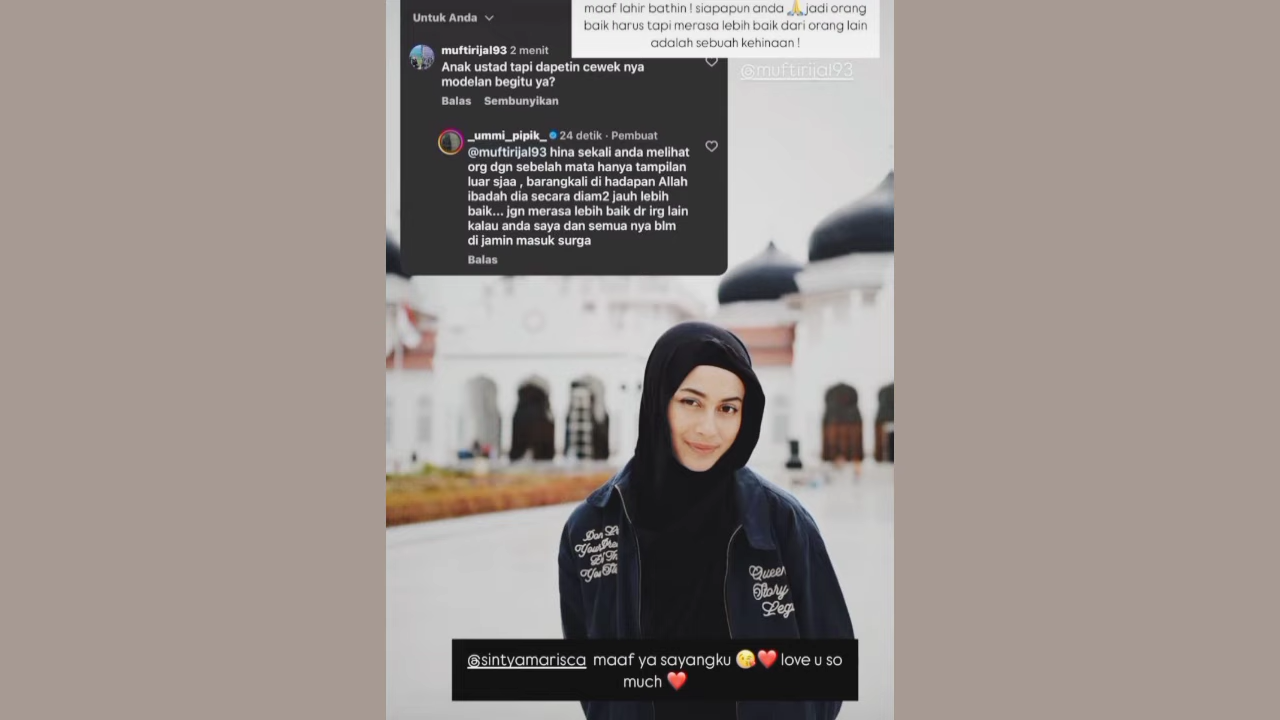 maaf lahir bathin ! siapapun anda 🙏 jadi orang
baik harus tapi merasa lebih baik dari orang lain
adalah sebuah kehinaan !
Untuk Anda
@muftirijal93
muftirijal93 2 menit
Anak ustad tapi dapetin cewek nya
modelan begitu ya?
Balas Sembunyikan
_ummi_pipik_ 24 detik · Pembuat
@muftirijal93 hina sekali anda melihat
org dgn sebelah mata hanya tampilan
luar sjaa , barangkali di hadapan Allah
ibadah dia secara diam2 jauh lebih
baik... jgn merasa lebih baik dr irg lain
kalau anda saya dan semua nya blm
di jamin masuk surga
Balas
Queen
Story
@sintyamarisca maaf ya sayangku 😘❤️ love u so
much ❤️